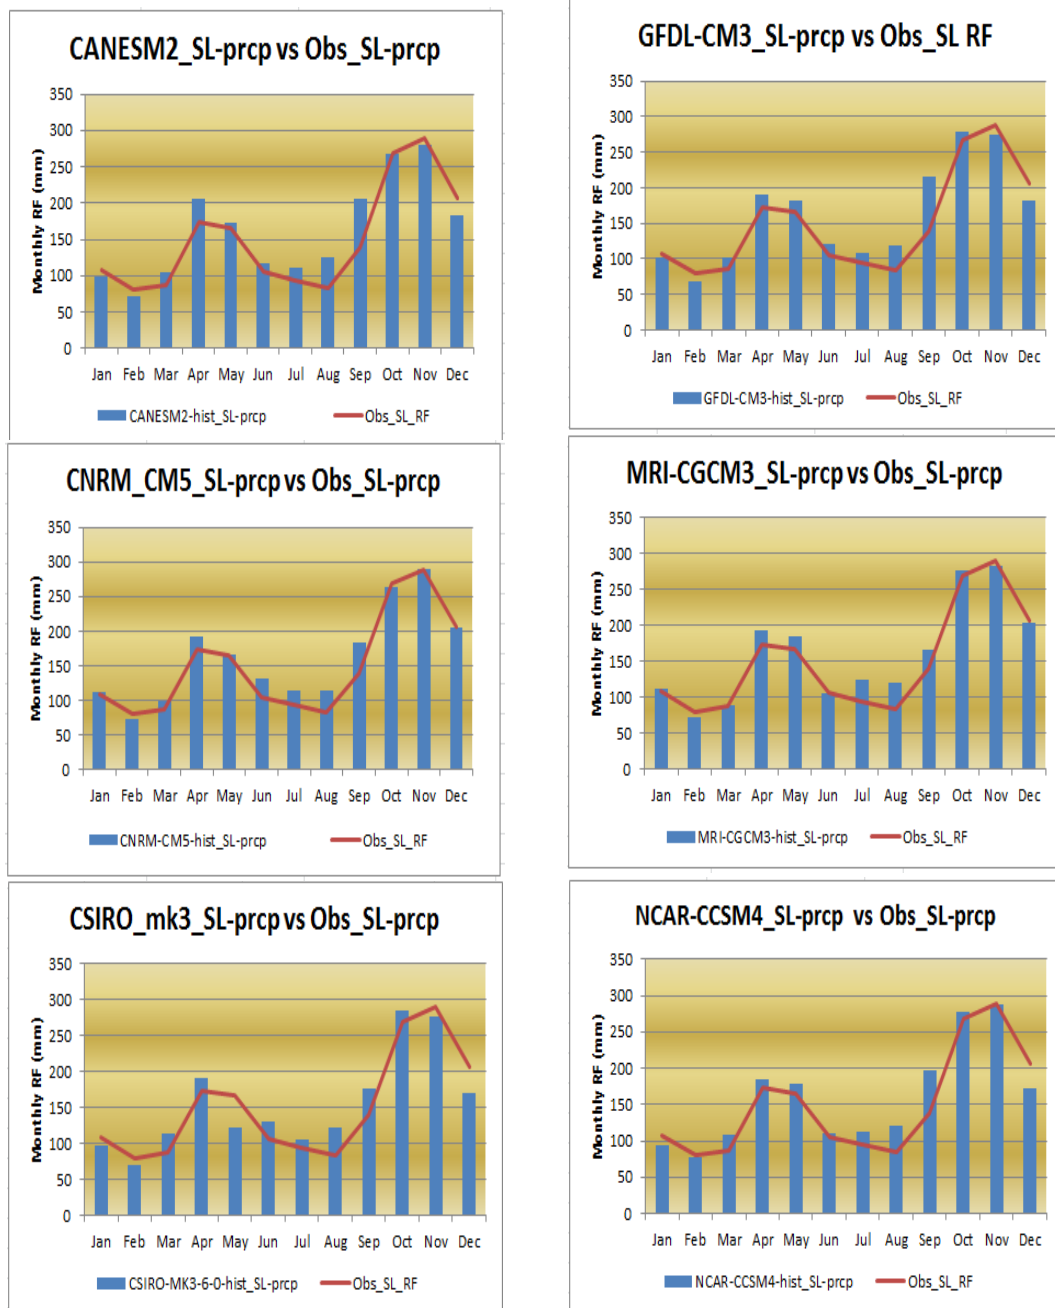 CANESM2_SL-prcp vs Obs_SL-prcp
Monthly RF (mm)
350
300
250
200
150
100
50
0
Jan Feb Mar Apr May Jun Jul Aug Sep Oct Nov Dec
CANESM2-hist_SL-prcp Obs_SL_RF
GFDL-CM3_SL-prcp vs Obs_SL RF
Monthly RF (mm)
350
300
250
200
150
100
50
0
Jan Feb Mar Apr May Jun Jul Aug Sep Oct Nov Dec
GFDL-CM3-hist_SL-prcp Obs_SL_RF
CNRM_CM5_SL-prcp vs Obs_SL-prcp
Monthly RF (mm)
350
300
250
200
150
100
50
0
Jan Feb Mar Apr May Jun Jul Aug Sep Oct Nov Dec
CNRM-CM5-hist_SL-prcp Obs_SL_RF
MRI-CGCM3_SL-prcp vs Obs_SL-prcp
Monthly RF (mm)
350
300
250
200
150
100
50
0
Jan Feb Mar Apr May Jun Jul Aug Sep Oct Nov Dec
MRI-CGCM3-hist_SL-prcp Obs_SL_RF
CSIRO_mk3_SL-prcp vs Obs_SL-prcp
Monthly RF (mm)
350
300
250
200
150
100
50
0
Jan Feb Mar Apr May Jun Jul Aug Sep Oct Nov Dec
CSIRO-MK3-6-0-hist_SL-prcp Obs_SL_RF
NCAR-CCSM4_SL-prcp vs Obs_SL-prcp
Monthly RF (mm)
350
300
250
200
150
100
50
0
Jan Feb Mar Apr May Jun Jul Aug Sep Oct Nov Dec
NCAR-CCSM4-hist_SL-prcp Obs_SL_RF